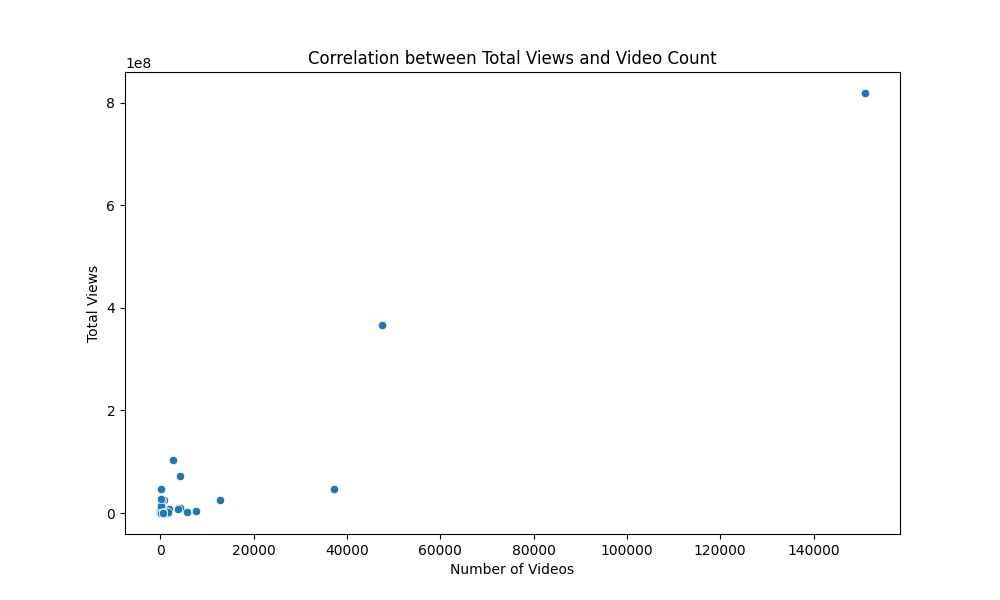 Correlation between Total Views and Video Count
1e8
8
6
4
2
0
Total Views
0 20000 40000 60000 80000 100000 120000 140000
Number of Videos